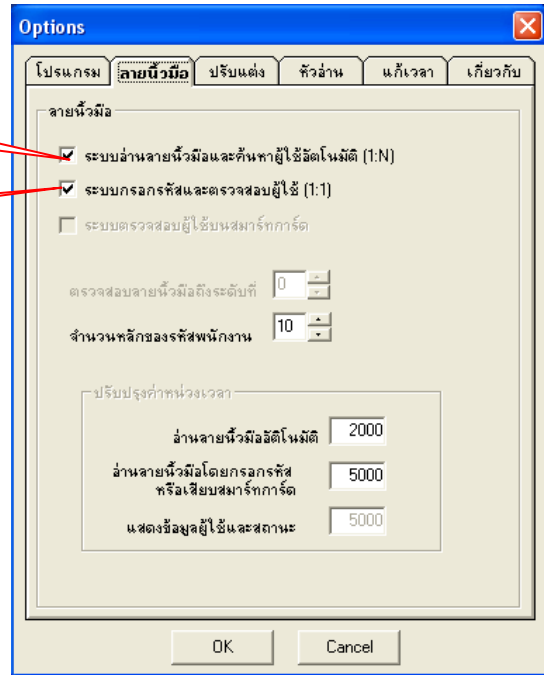 Options
โปรแกรม ลายนิ้วมือ ปรับแต่ง หัวอ่าน แก้เวลา เกี่ยวกับ
ลายนิ้วมือ
ระบบอ่านลายนิ้วมือและค้นหาผู้ใช้อัตโนมัติ (1:N)
ระบบกรอกรหัสและตรวจสอบผู้ใช้ (1:1)
ระบบตรวจสอบผู้ใช้บนสมาร์ทการ์ด
ตรวจสอบลายนิ้วมือถึงระดับที่ 0
จำนวนหลักของรหัสพนักงาน 10
ปรับปรุงค่าหน่วงเวลา
อ่านลายนิ้วมืออัติโนมัติ 2000
อ่านลายนิ้วมือโดยกรอกรหัส
หรือเสียบสมาร์ทการ์ด 5000
แสดงข้อมูลผู้ใช้และสถานะ 5000
OK Cancel